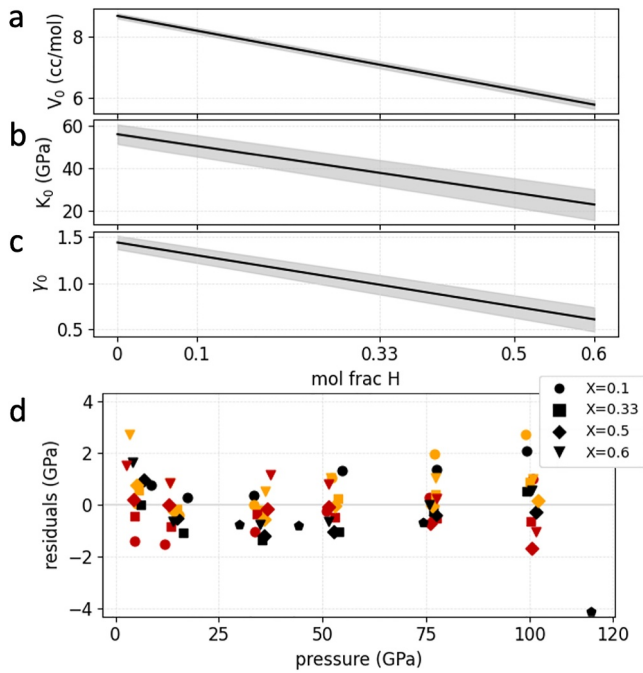 a
V₀ (cc/mol)
8
6
b
K₀ (GPa)
60
40
20
c
γ₀
1.5
1.0
0.5
0
0.1
0.33
0.5
0.6
mol frac H
d
residuals (GPa)
4
2
0
−2
−4
X=0.1
X=0.33
X=0.5
X=0.6
0
25
50
75
100
120
pressure (GPa)